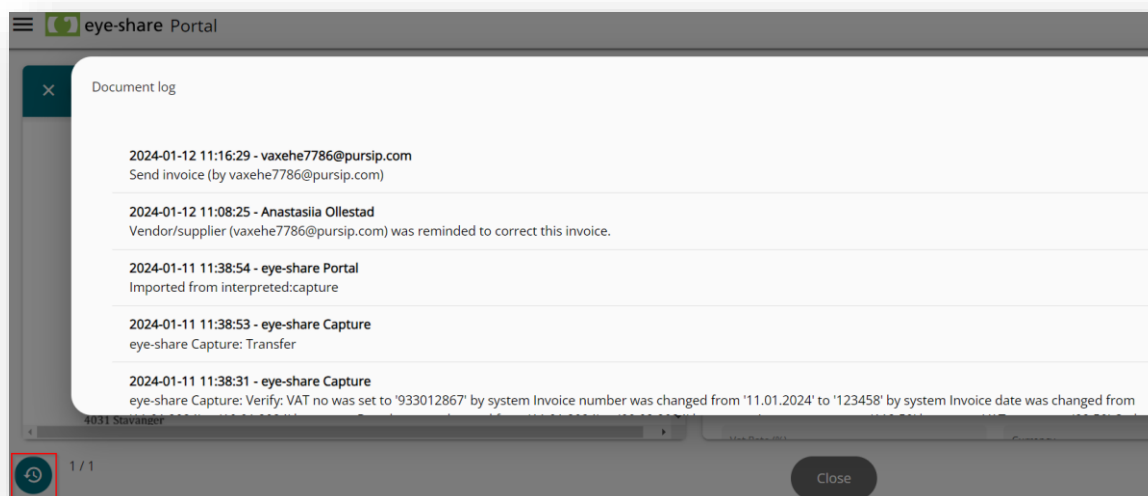 eye-share Portal
Document log
2024-01-12 11:16:29 - vaxehe7786@pursip.com
Send invoice (by vaxehe7786@pursip.com)
2024-01-12 11:08:25 - Anastasiia Ollestad
Vendor/supplier (vaxehe7786@pursip.com) was reminded to correct this invoice.
2024-01-11 11:38:54 - eye-share Portal
Imported from interpreted:capture
2024-01-11 11:38:53 - eye-share Capture
eye-share Capture: Transfer
2024-01-11 11:38:31 - eye-share Capture
eye-share Capture: Verify: VAT no was set to '933012867' by system Invoice number was changed from '11.01.2024' to '123458' by system Invoice date was changed from
4031 Stavanger
1 / 1
Close